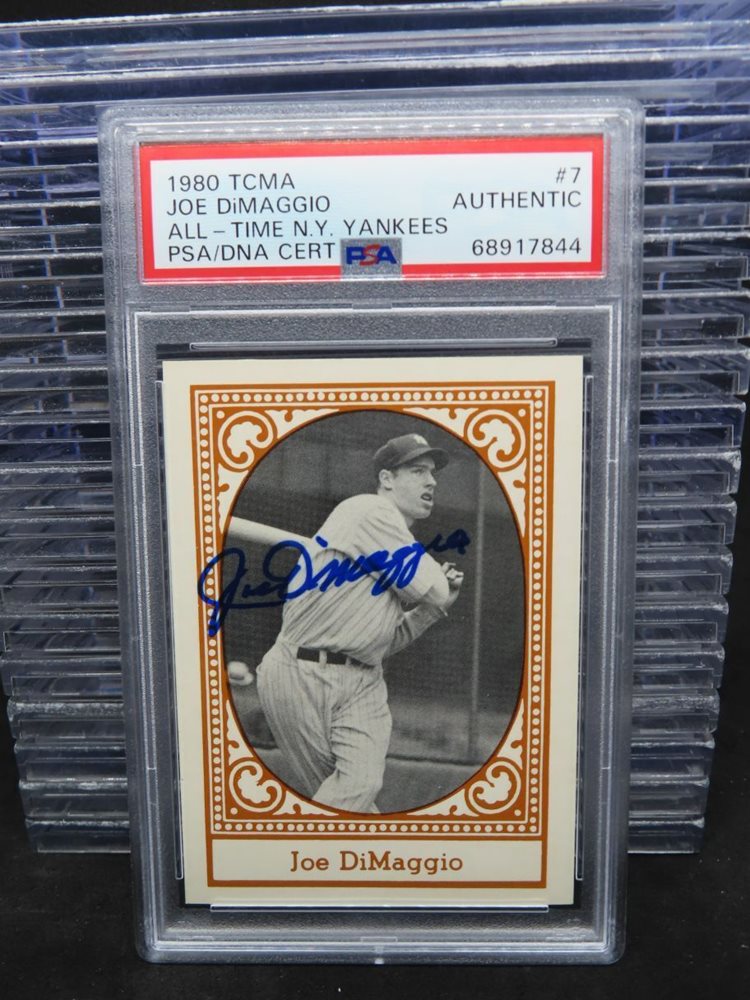 1980 TCMA #7
JOE DiMAGGIO AUTHENTIC
ALL-TIME N.Y. YANKEES
PSA/DNA CERT PSA 68917844
Joe DiMaggio
Joe DiMaggio